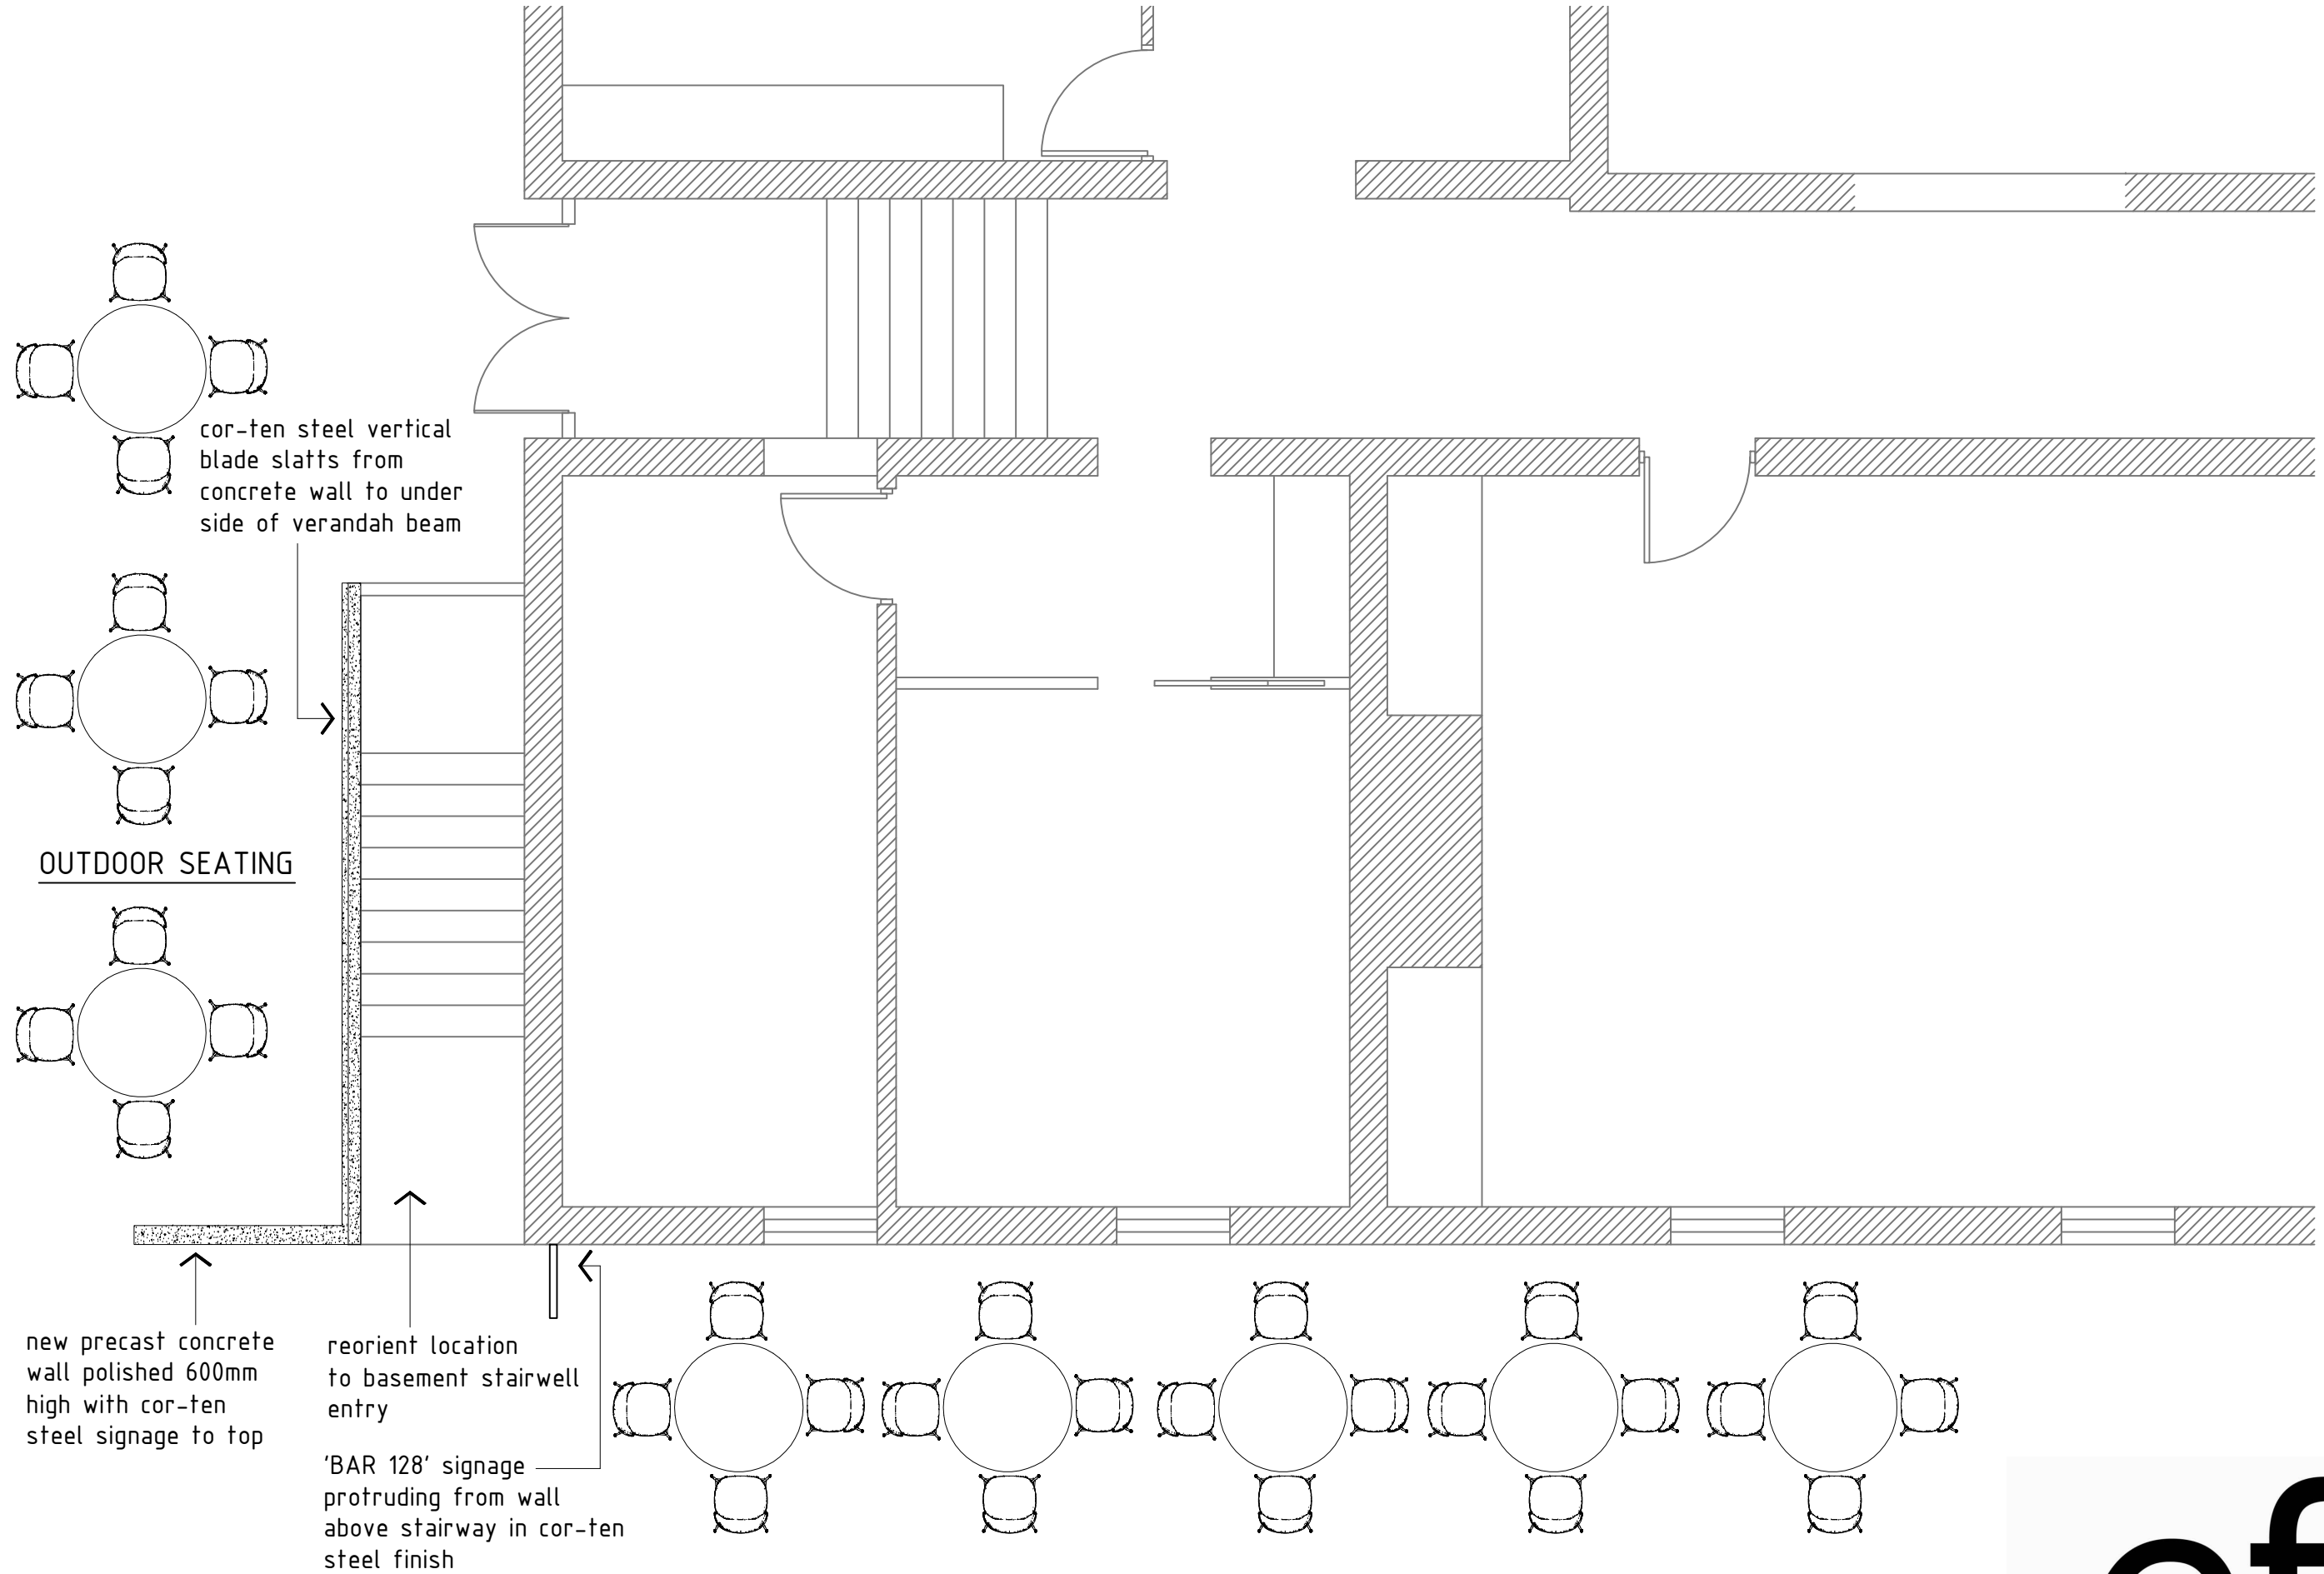 cor-ten steel vertical
blade slatts from
concrete wall to under
side of verandah beam
OUTDOOR SEATING
new precast concrete
wall polished 600mm
high with cor-ten
steel signage to top
reorient location
to basement stairwell
entry
'BAR 128' signage
protruding from wall
above stairway in cor-ten
steel finish